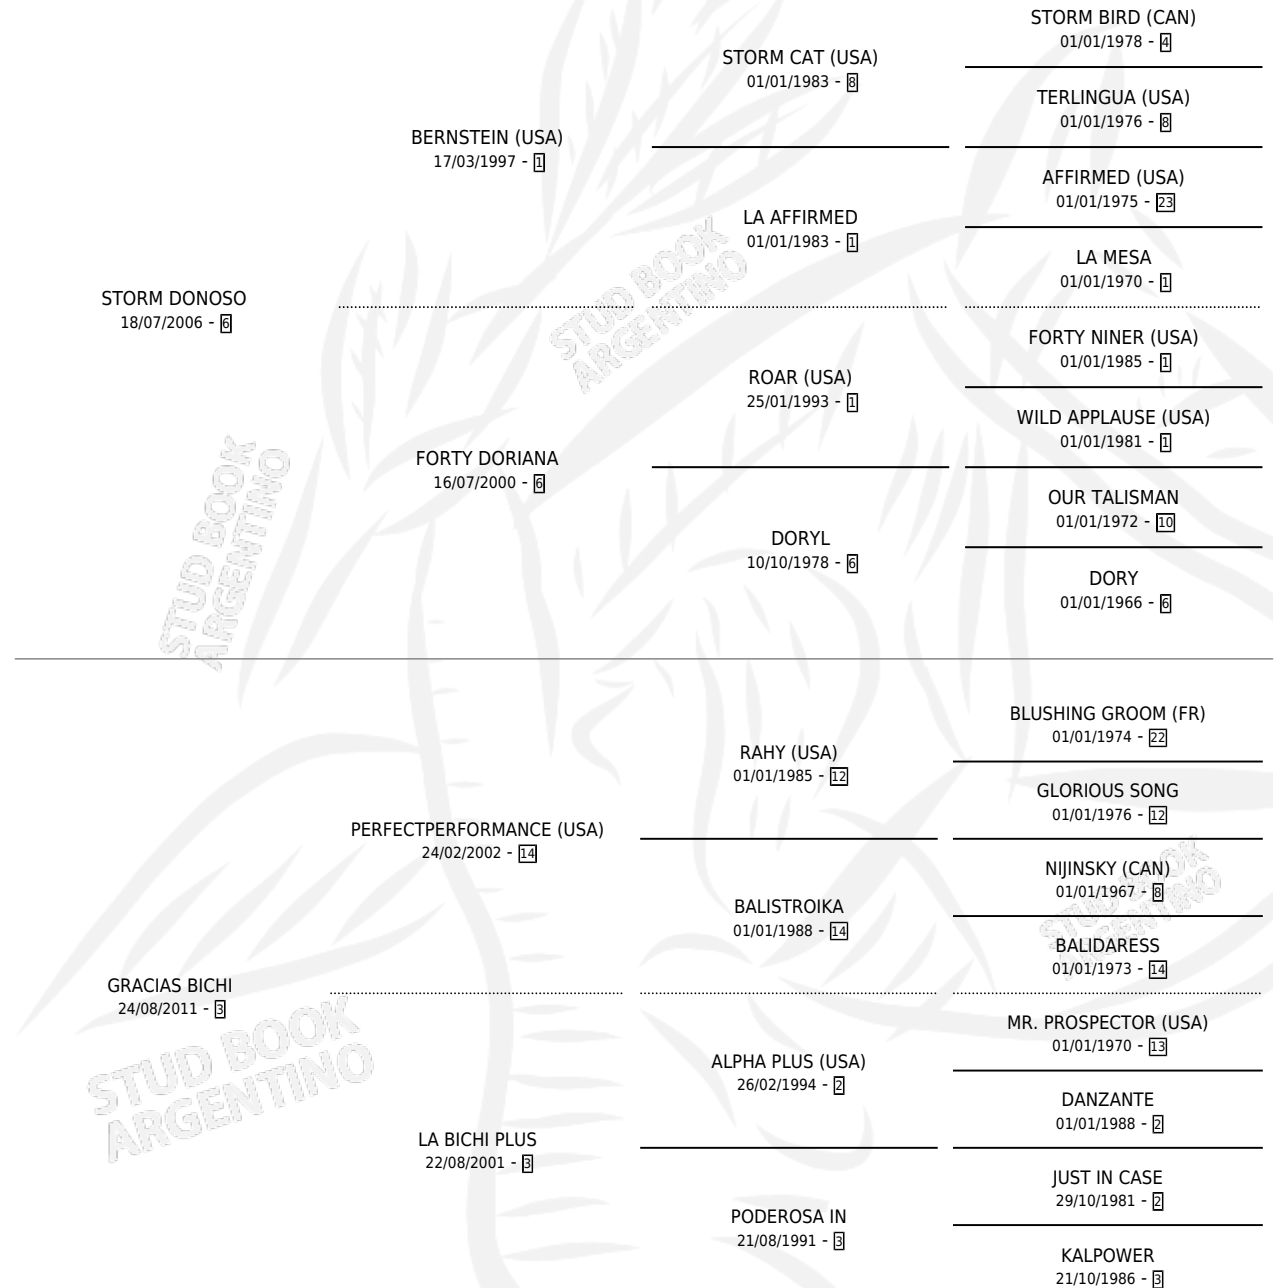 STORM BIRD (CAN)
01/01/1978 - 4
STORM CAT (USA)
01/01/1983 - 8
TERLINGUA (USA)
01/01/1976 - 8
BERNSTEIN (USA)
17/03/1997 - 1
AFFIRMED (USA)
01/01/1975 - 23
LA AFFIRMED
01/01/1983 - 1
LA MESA
01/01/1970 - 1
STORM DONOSO
18/07/2006 - 6
FORTY NINER (USA)
01/01/1985 - 1
ROAR (USA)
25/01/1993 - 1
WILD APPLAUSE (USA)
01/01/1981 - 1
FORTY DORIANA
16/07/2000 - 6
OUR TALISMAN
01/01/1972 - 10
DORYL
10/10/1978 - 6
DORY
01/01/1966 - 6
BLUSHING GROOM (FR)
01/01/1974 - 22
RAHY (USA)
01/01/1985 - 12
GLORIOUS SONG
01/01/1976 - 12
PERFECTPERFORMANCE (USA)
24/02/2002 - 14
NIJINSKY (CAN)
01/01/1967 - 8
BALISTROIKA
01/01/1988 - 14
BALIDARESS
01/01/1973 - 14
GRACIAS BICHI
24/08/2011 - 3
MR. PROSPECTOR (USA)
01/01/1970 - 13
ALPHA PLUS (USA)
26/02/1994 - 2
DANZANTE
01/01/1988 - 2
LA BICHI PLUS
22/08/2001 - 3
JUST IN CASE
29/10/1981 - 2
PODEROSA IN
21/08/1991 - 3
KALPOWER
21/10/1986 - 3
STUD BOOK
ARGENTINO
STUD BOOK
ARGENTINO
STUD BOOK
ARGENTINO
STUD BOOK
ARGENTINO